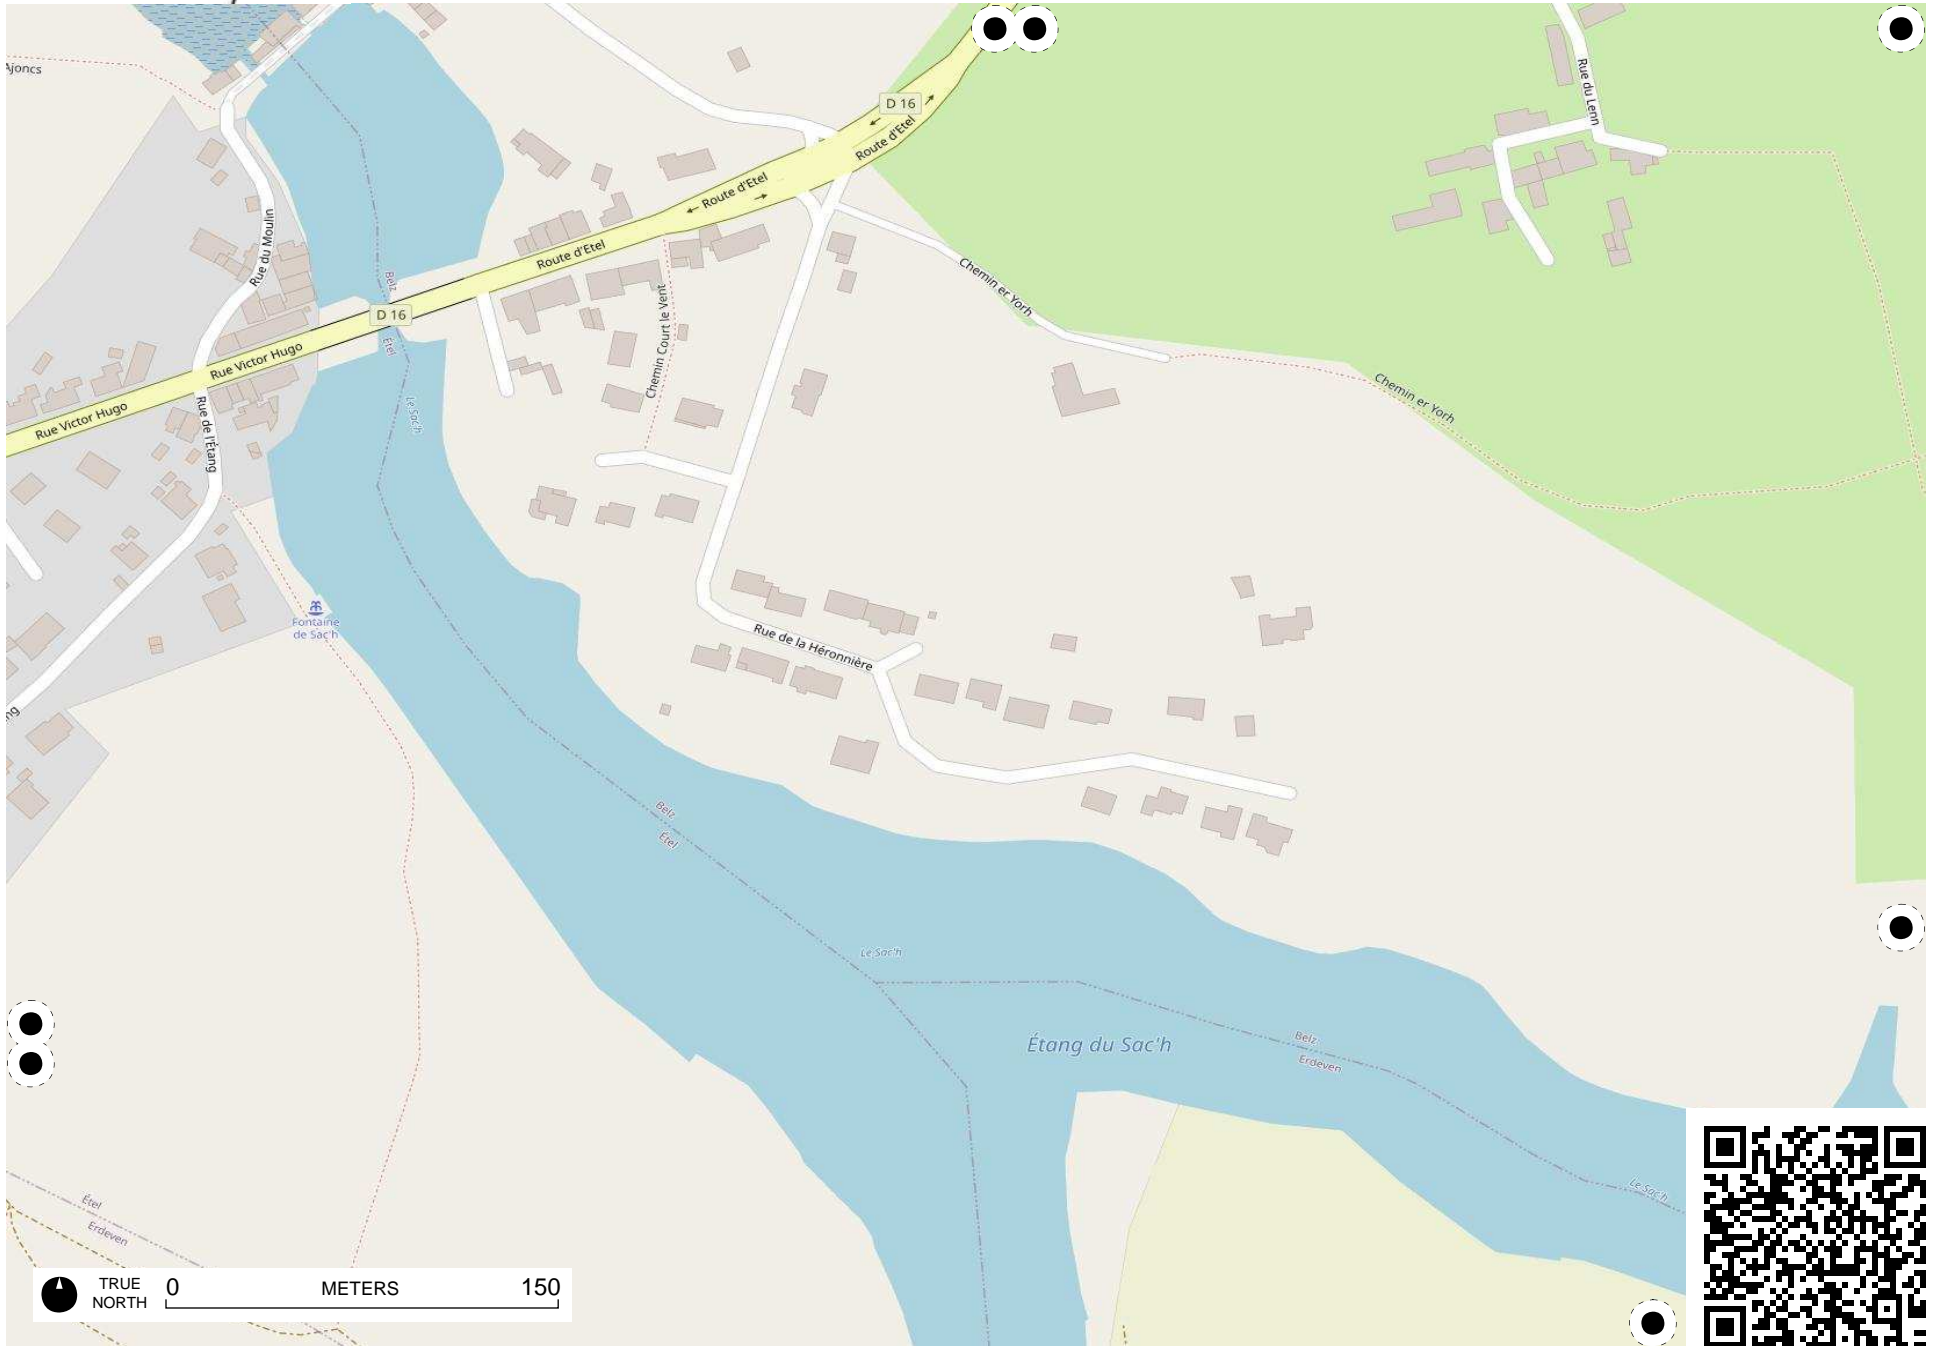 Ajoncs
D 16
Route d'Etel
Rue du Lenn
Route d'Etel
Rue du Moulin
Route d'Etel
Belz
Chemin er Yorh
D 16
Étel
Chemin Court le Vent
Rue Victor Hugo
Le Sac'h
Chemin er Yorh
Rue Victor Hugo
Rue de l'Étang
Fontaine
de Sac'h
Rue de la Héronnière
ng
Belz
Étel
Le Sac'h
Étang du Sac'h
Belz
Erdeven
Le Sac'h
Étel
Erdeven
TRUE
NORTH
0 METERS 150